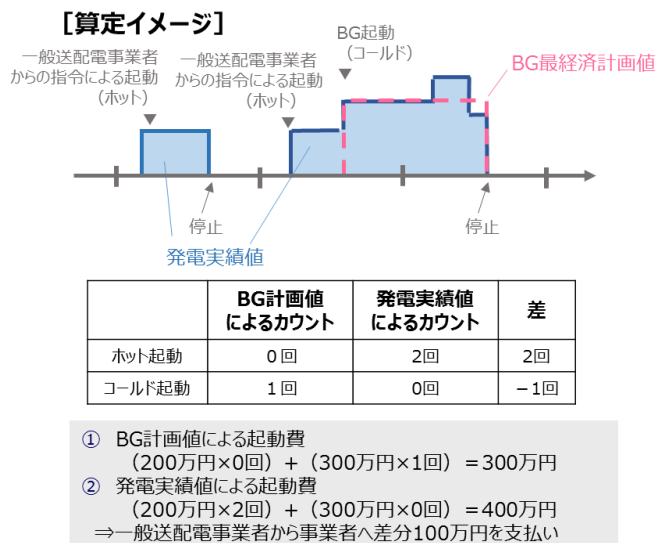 ［算定イメージ］
一般送配電事業者
からの指令による起動
（ホット）
一般送配電事業者
からの指令による起動
（ホット）
BG起動
（コールド）
BG最経済計画値
停止
停止
発電実績値
BG計画値
によるカウント
発電実績値
によるカウント
差
ホット起動
０回
2回
2回
コールド起動
１回
0回
－1回
① BG計画値による起動費
（200万円×0回）＋（300万円×1回）＝300万円
② 発電実績値による起動費
（200万円×2回）＋（300万円×0回）＝400万円
⇒一般送配電事業者から事業者へ差分100万円を支払い